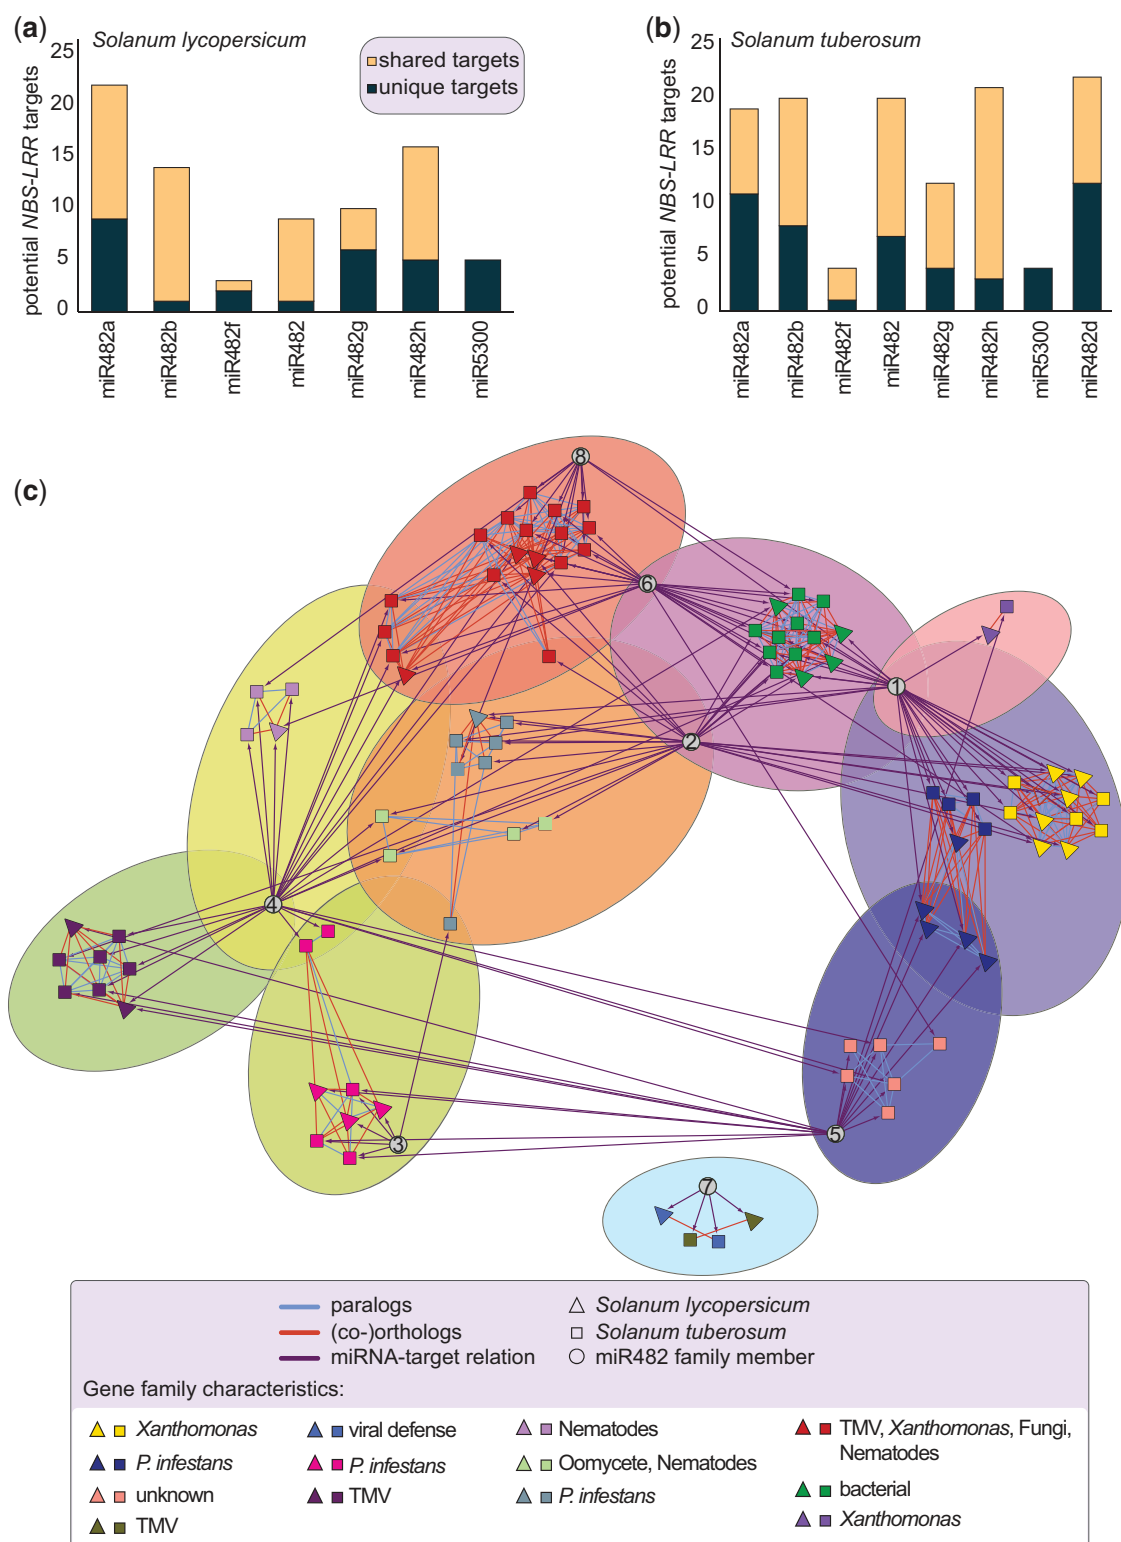 (a)
Solanum lycopersicum
shared targets
unique targets
potential NBS-LRR targets
25
20
15
10
5
0
miR482a
miR482b
miR482f
miR482
miR482g
miR482h
miR5300
(b)
Solanum tuberosum
potential NBS-LRR targets
25
20
15
10
5
0
miR482a
miR482b
miR482f
miR482
miR482g
miR482h
miR5300
miR482d
(c)
8
6
1
2
4
3
5
7
paralogs
(co-)orthologs
miRNA-target relation
Solanum lycopersicum
Solanum tuberosum
miR482 family member
Gene family characteristics:
Xanthomonas
P. infestans
unknown
TMV
viral defense
P. infestans
TMV
Nematodes
Oomycete, Nematodes
P. infestans
TMV, Xanthomonas, Fungi,
Nematodes
bacterial
Xanthomonas